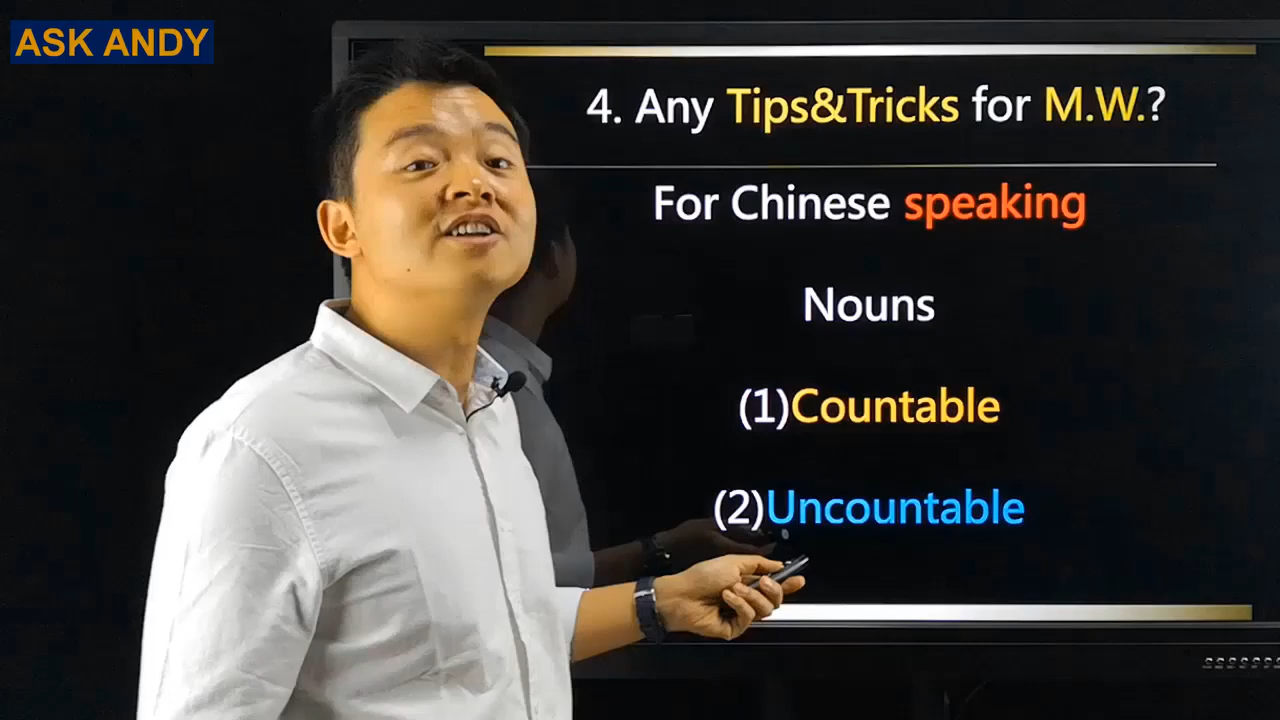 ASK ANDY
4. Any Tips&Tricks for M.W.?
For Chinese speaking
Nouns
(1)Countable
(2)Uncountable